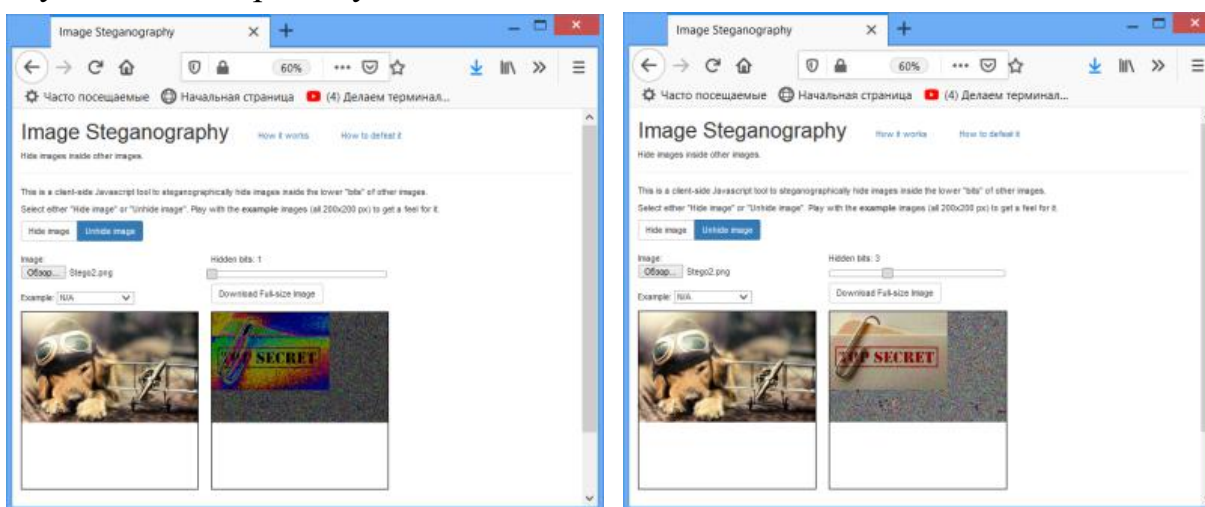 Image Steganography
60%
Часто посещаемые Начальная страница (4) Делаем терминал...
Image Steganography How it works How to defeat it
Hide images inside other images.
This is a client-side Javascript tool to steganographically hide images inside the lower "bits" of other images.
Select either "Hide image" or "Unhide image". Play with the example images (all 200x200 px) to get a feel for it.
Hide image Unhide image
Image: Hidden bits: 1
Обзор... Stego2.png
Example: N/A Download Full-size Image
TOP SECRET
Image Steganography
60%
Часто посещаемые Начальная страница (4) Делаем терминал...
Image Steganography How it works How to defeat it
Hide images inside other images.
This is a client-side Javascript tool to steganographically hide images inside the lower "bits" of other images.
Select either "Hide image" or "Unhide image". Play with the example images (all 200x200 px) to get a feel for it.
Hide image Unhide image
Image: Hidden bits: 3
Обзор... Stego2.png
Example: N/A Download Full-size Image
TOP SECRET